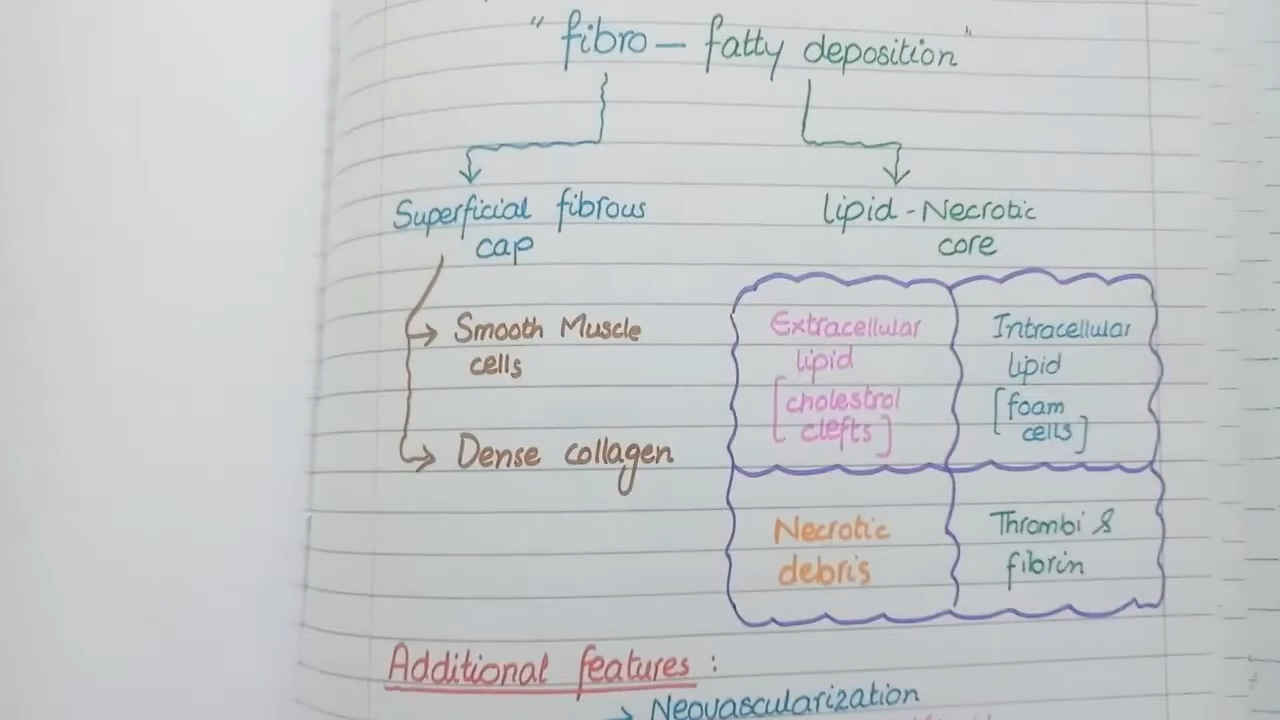 "fibro - fatty deposition"
Superficial fibrous
cap
lipid - Necrotic
core
→ Smooth Muscle
cells
→ Dense collagen
Extracellular
lipid
[cholestrol
clefts]
Intracellular
lipid
[foam
cells]
Necrotic
debris
Thrombi &
fibrin
Additional features :
→ Neovascularization